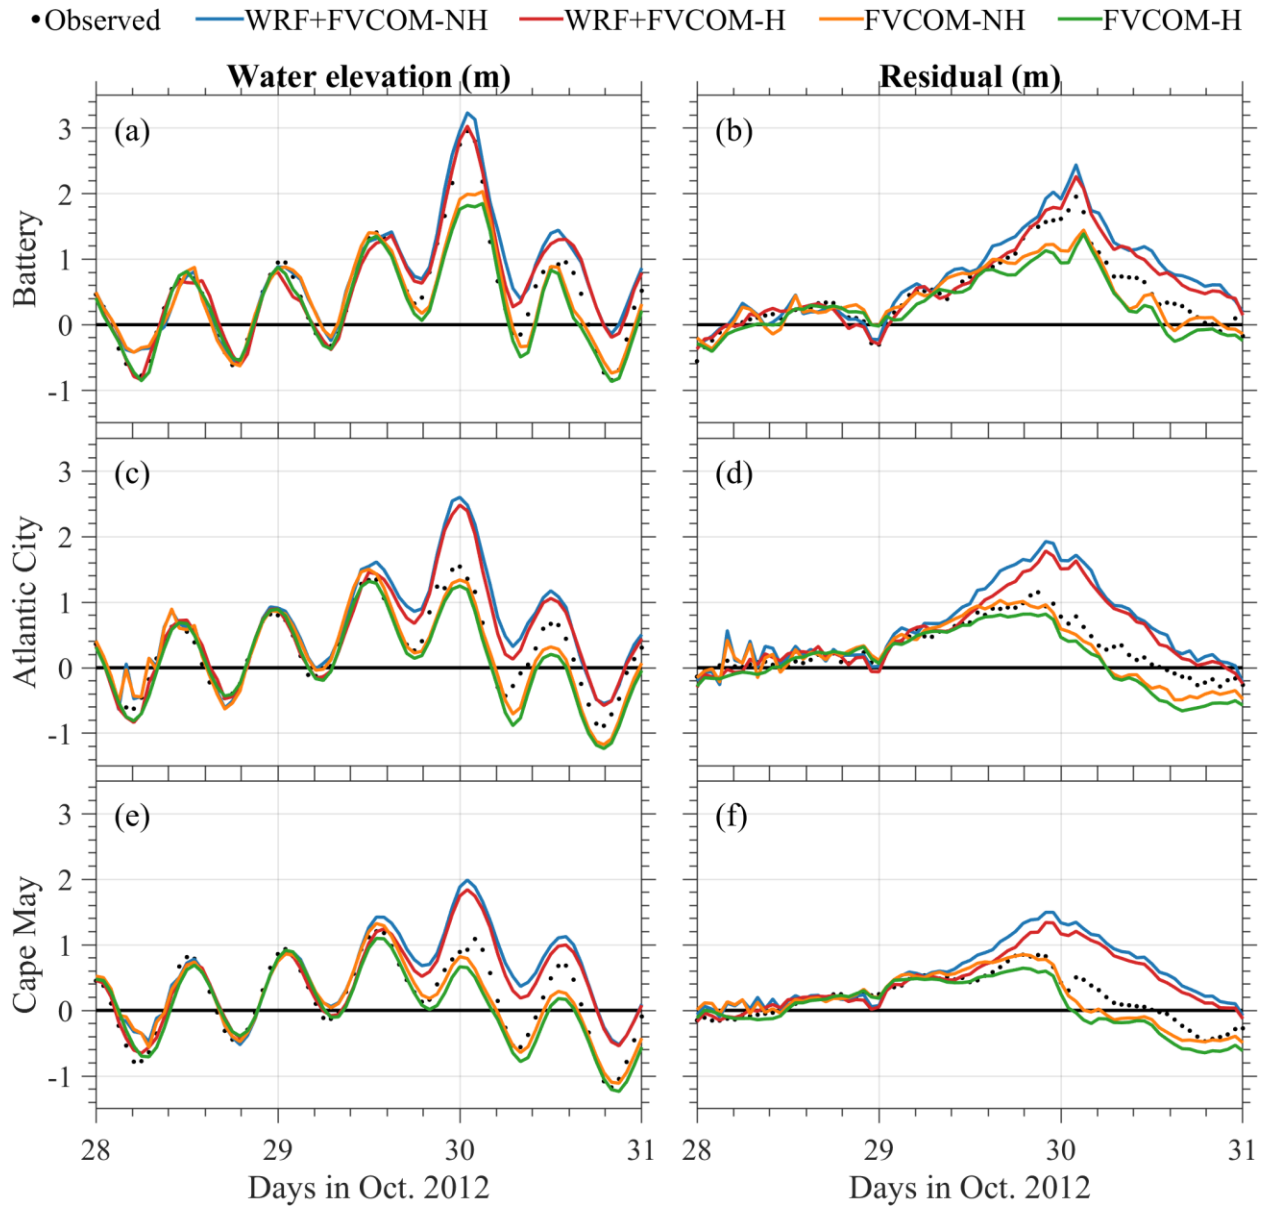 •Observed WRF+FVCOM-NH WRF+FVCOM-H FVCOM-NH FVCOM-H
Water elevation (m) Residual (m)
(a) (b)
3
2
1
0
-1
Battery
(c) (d)
3
2
1
0
-1
Atlantic City
(e) (f)
3
2
1
0
-1
Cape May
28 29 30 31 28 29 30 31
Days in Oct. 2012 Days in Oct. 2012